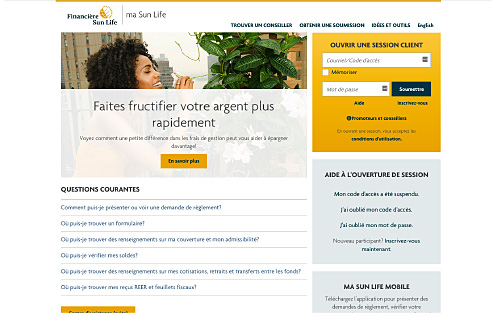 Financière
Sun Life
ma Sun Life
TROUVER UN CONSEILLER
OBTENIR UNE SOUMISSION
IDÉES ET OUTILS
English
Faites fructifier votre argent plus
rapidement
Voyez comment une petite différence dans les frais de gestion peut vous aider à épargner
davantage!
En savoir plus
QUESTIONS COURANTES
Comment puis-je présenter ou voir une demande de règlement?
Où puis-je trouver un formulaire?
Où puis-je trouver des renseignements sur ma couverture et mon admissibilité?
Où puis-je vérifier mes soldes?
Où puis-je trouver des renseignements sur mes cotisations, retraits et transferts entre les fonds?
Où puis-je trouver mes reçus REER et feuillets fiscaux?
OUVRIR UNE SESSION CLIENT
Courriel/Code d'accès
Mémoriser
Mot de passe
Soumettre
Aide
Inscrivez-vous
Promoteurs et conseillers
En ouvrant une session, vous acceptez les
conditions d'utilisation.
AIDE À L'OUVERTURE DE SESSION
Mon code d'accès a été suspendu.
J'ai oublié mon code d'accès.
J'ai oublié mon mot de passe.
Nouveau participant? Inscrivez-vous
maintenant.
MA SUN LIFE MOBILE
Téléchargez l'application pour présenter des
demandes de règlement, vérifier votre